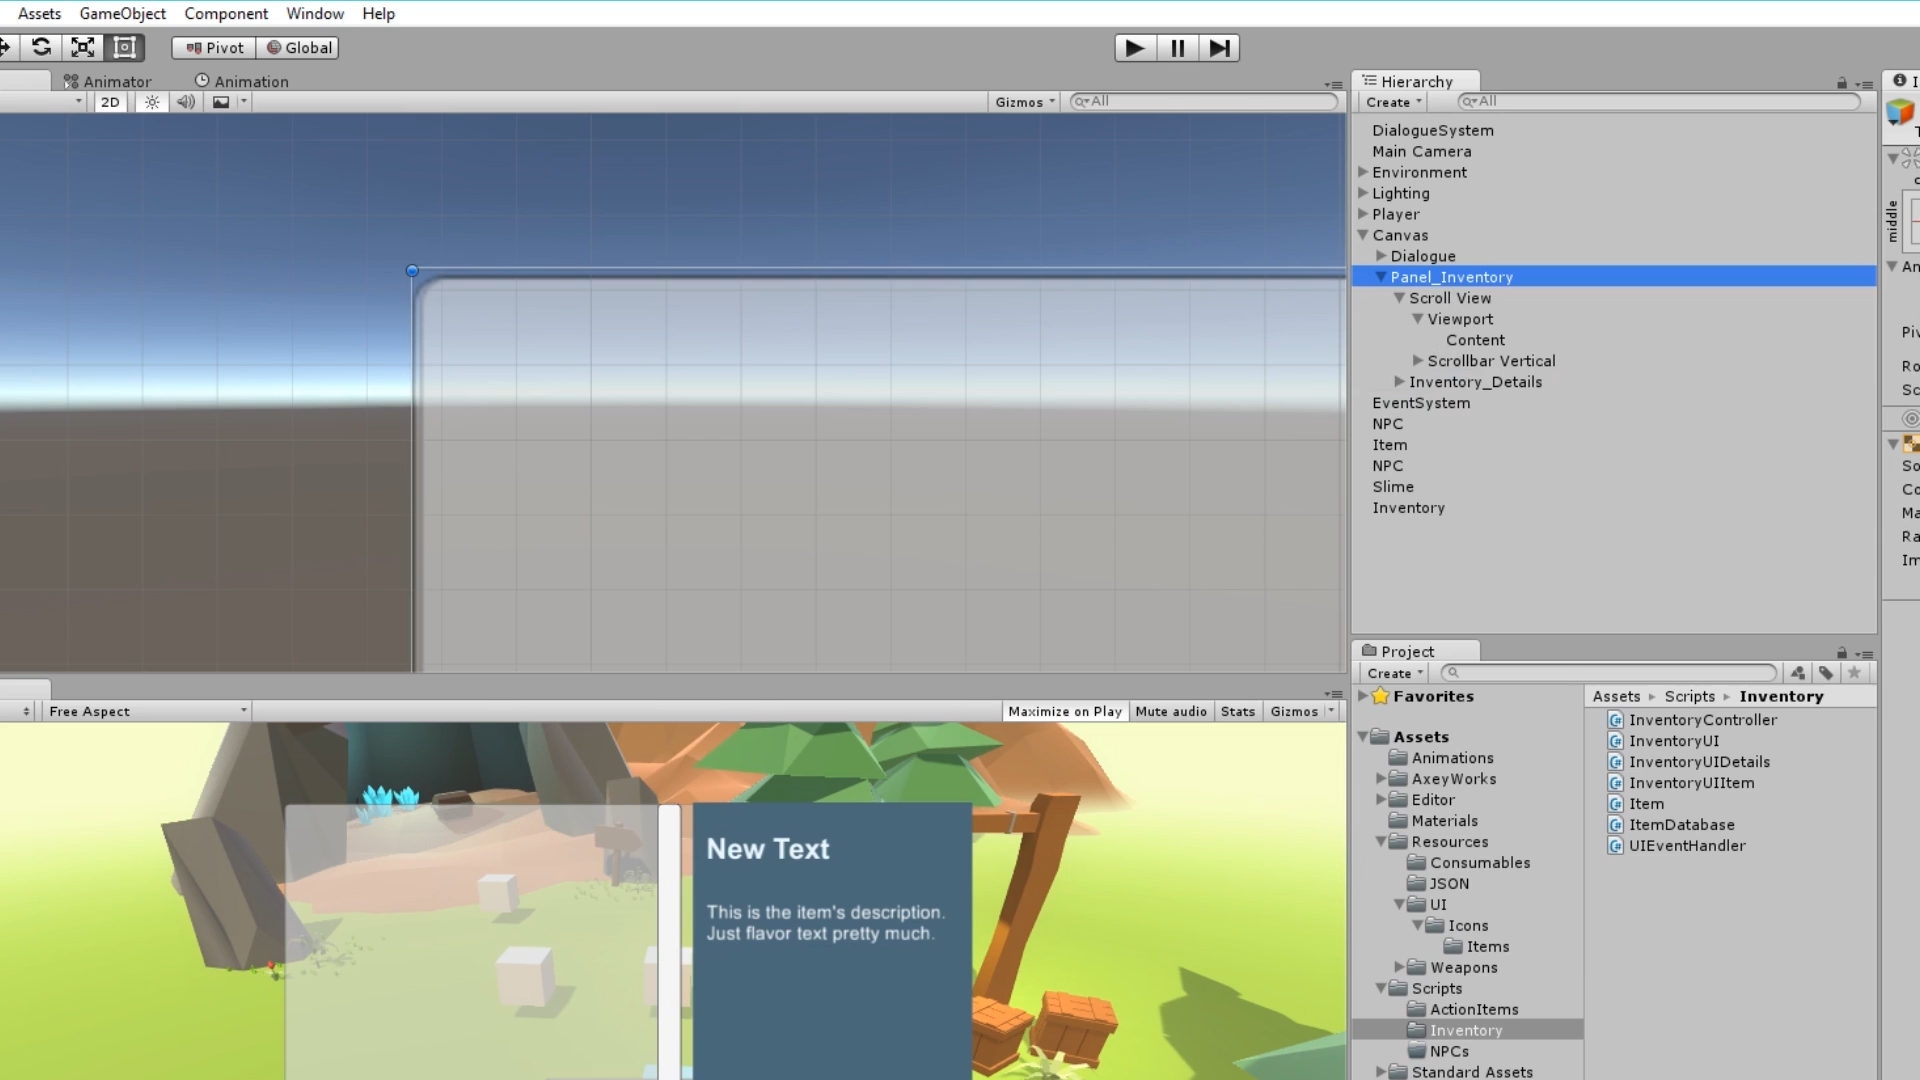 Assets GameObject Component Window Help
Pivot Global
Animator Animation Hierarchy
2D Gizmos All Create All
DialogueSystem
Main Camera
Environment
Lighting
Player
Canvas
Dialogue
Panel_Inventory
Scroll View
Viewport
Content
Scrollbar Vertical
Inventory_Details
EventSystem
NPC
Item
NPC
Slime
Inventory
middle
Project
Create
Free Aspect Maximize on Play Mute audio Stats Gizmos
Favorites
Assets
Animations
AxeyWorks
Editor
Materials
Resources
Consumables
JSON
UI
Icons
Items
Weapons
Scripts
ActionItems
Inventory
NPCs
Standard Assets
Assets Scripts Inventory
InventoryController
InventoryUI
InventoryUIDetails
InventoryUIItem
Item
ItemDatabase
UIEventHandler
New Text
This is the item's description.
Just flavor text pretty much.